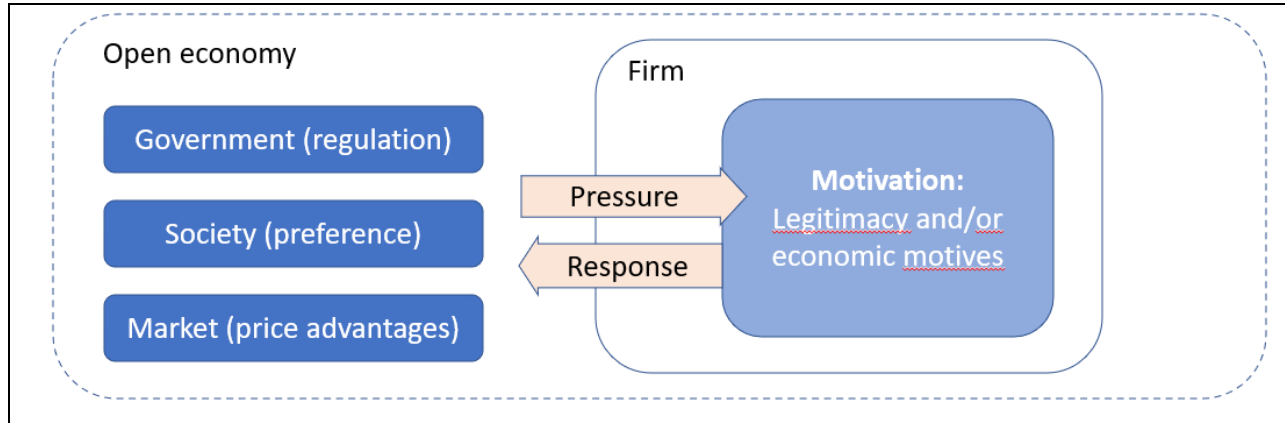 Open economy
Firm
Government (regulation)
Society (preference)
Market (price advantages)
Pressure
Response
Motivation:
Legitimacy and/or
economic motives